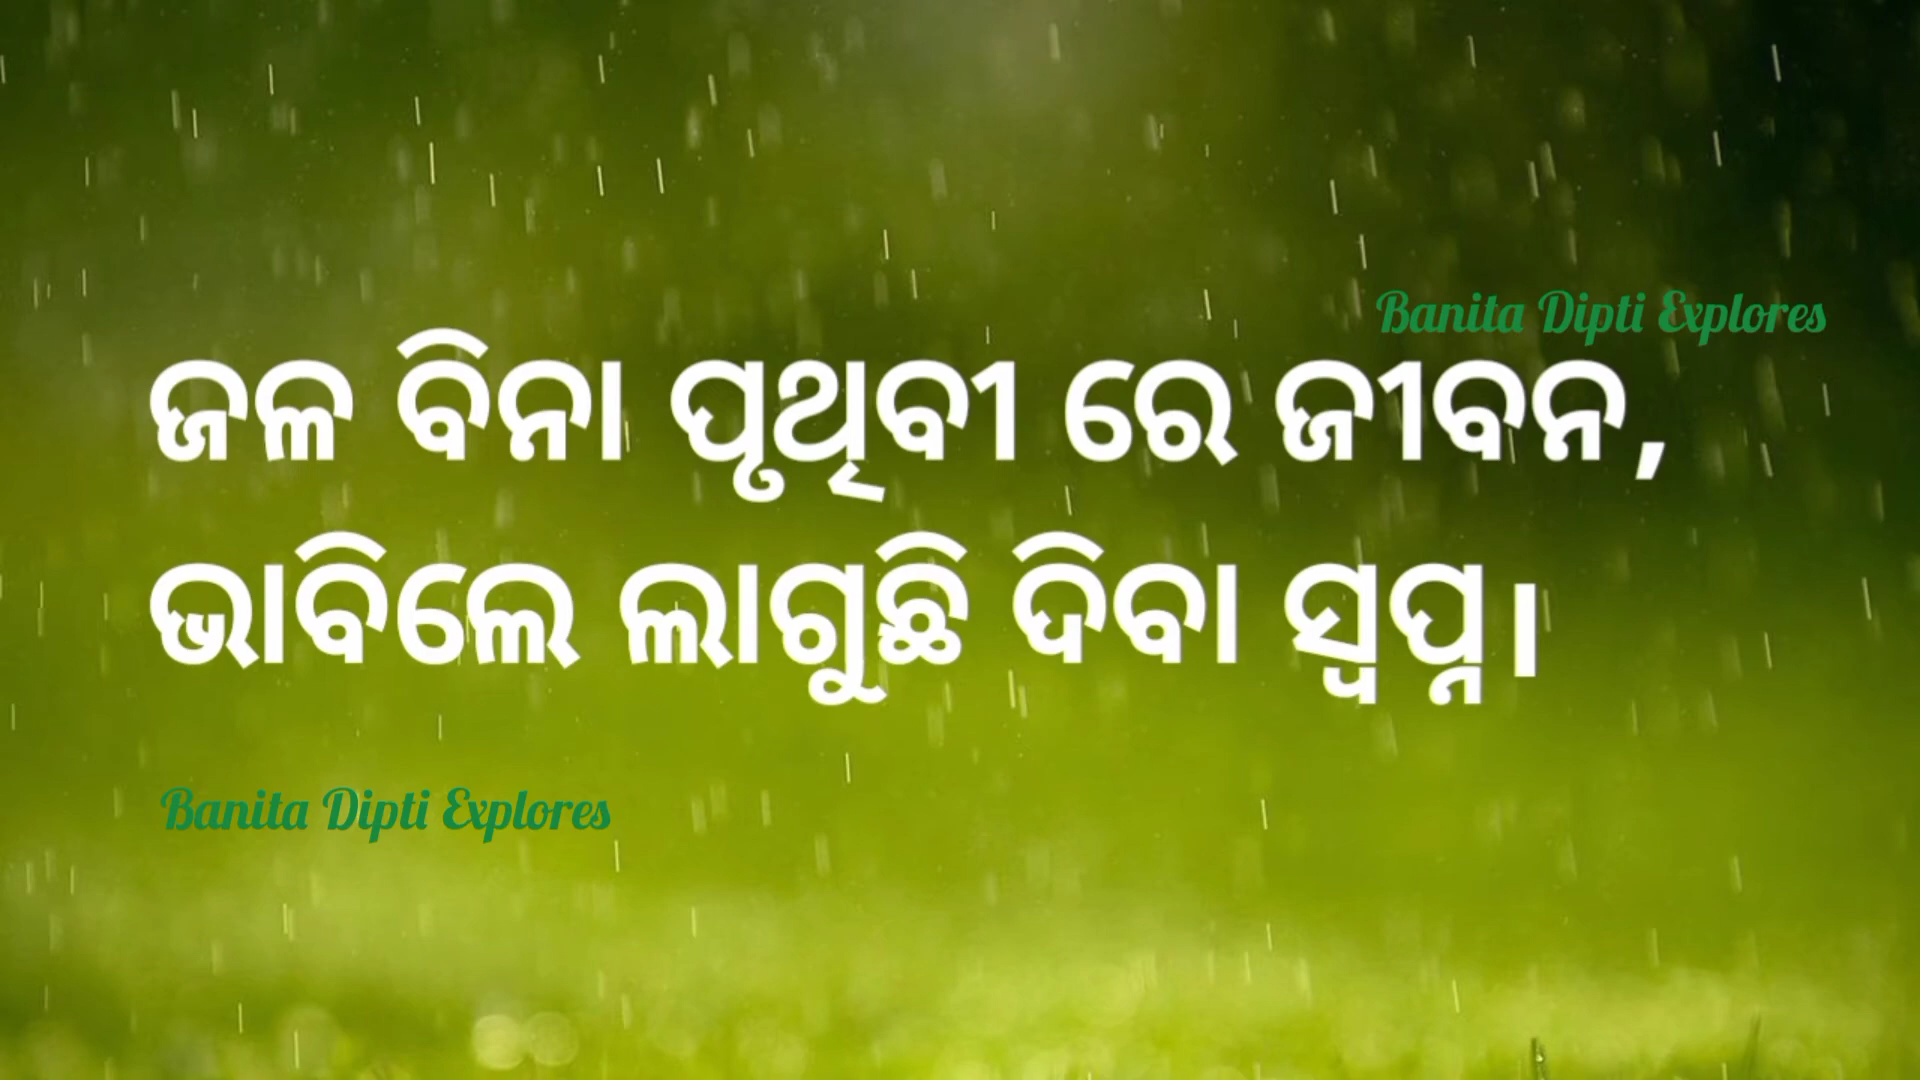 Banita Dipti Explores
ଜଳ ବିନା ପୃଥିବୀ ରେ ଜୀବନ,
ଭାବିଲେ ଲାଗୁଛି ଦିବା ସ୍ୱପ୍ନ।
Banita Dipti Explores